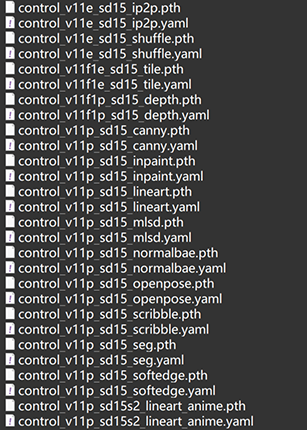 control_v11e_sd15_ip2p.pth
control_v11e_sd15_ip2p.yaml
control_v11e_sd15_shuffle.pth
control_v11e_sd15_shuffle.yaml
control_v11f1e_sd15_tile.pth
control_v11f1e_sd15_tile.yaml
control_v11f1p_sd15_depth.pth
control_v11f1p_sd15_depth.yaml
control_v11p_sd15_canny.pth
control_v11p_sd15_canny.yaml
control_v11p_sd15_inpaint.pth
control_v11p_sd15_inpaint.yaml
control_v11p_sd15_lineart.pth
control_v11p_sd15_lineart.yaml
control_v11p_sd15_mlsd.pth
control_v11p_sd15_mlsd.yaml
control_v11p_sd15_normalbae.pth
control_v11p_sd15_normalbae.yaml
control_v11p_sd15_openpose.pth
control_v11p_sd15_openpose.yaml
control_v11p_sd15_scribble.pth
control_v11p_sd15_scribble.yaml
control_v11p_sd15_seg.pth
control_v11p_sd15_seg.yaml
control_v11p_sd15_softedge.pth
control_v11p_sd15_softedge.yaml
control_v11p_sd15s2_lineart_anime.pth
control_v11p_sd15s2_lineart_anime.yaml